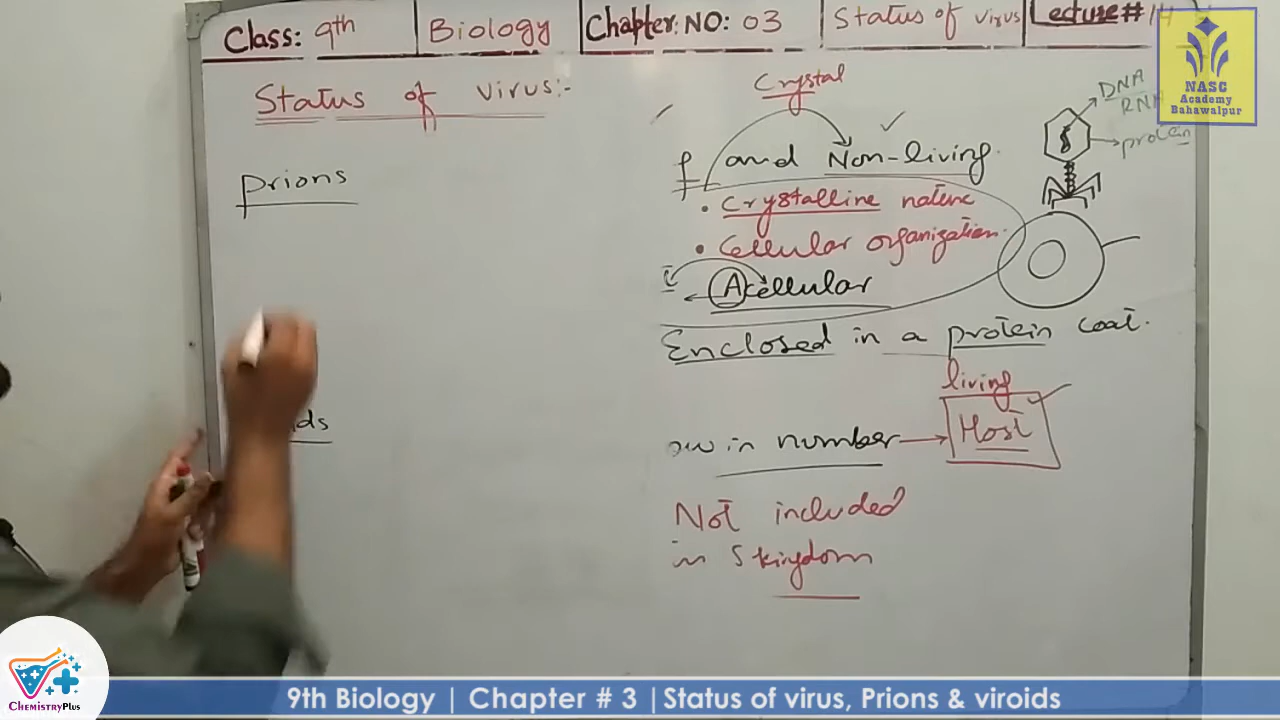 Class: 9th
Biology
Chapter: NO: 03
Status of virus
Lecture# 14
NASC
Academy
Bahawalpur
Status of virus:-
Crystal
DNA
RNA
protein
prions
and Non-living.
• Crystalline nature
• Cellular organization.
Acellular
Enclosed in a protein coat.
living
ds
in number
Host
Not included
in 5 kingdom
ChemistryPlus
9th Biology | Chapter # 3 | Status of virus, Prions & viroids